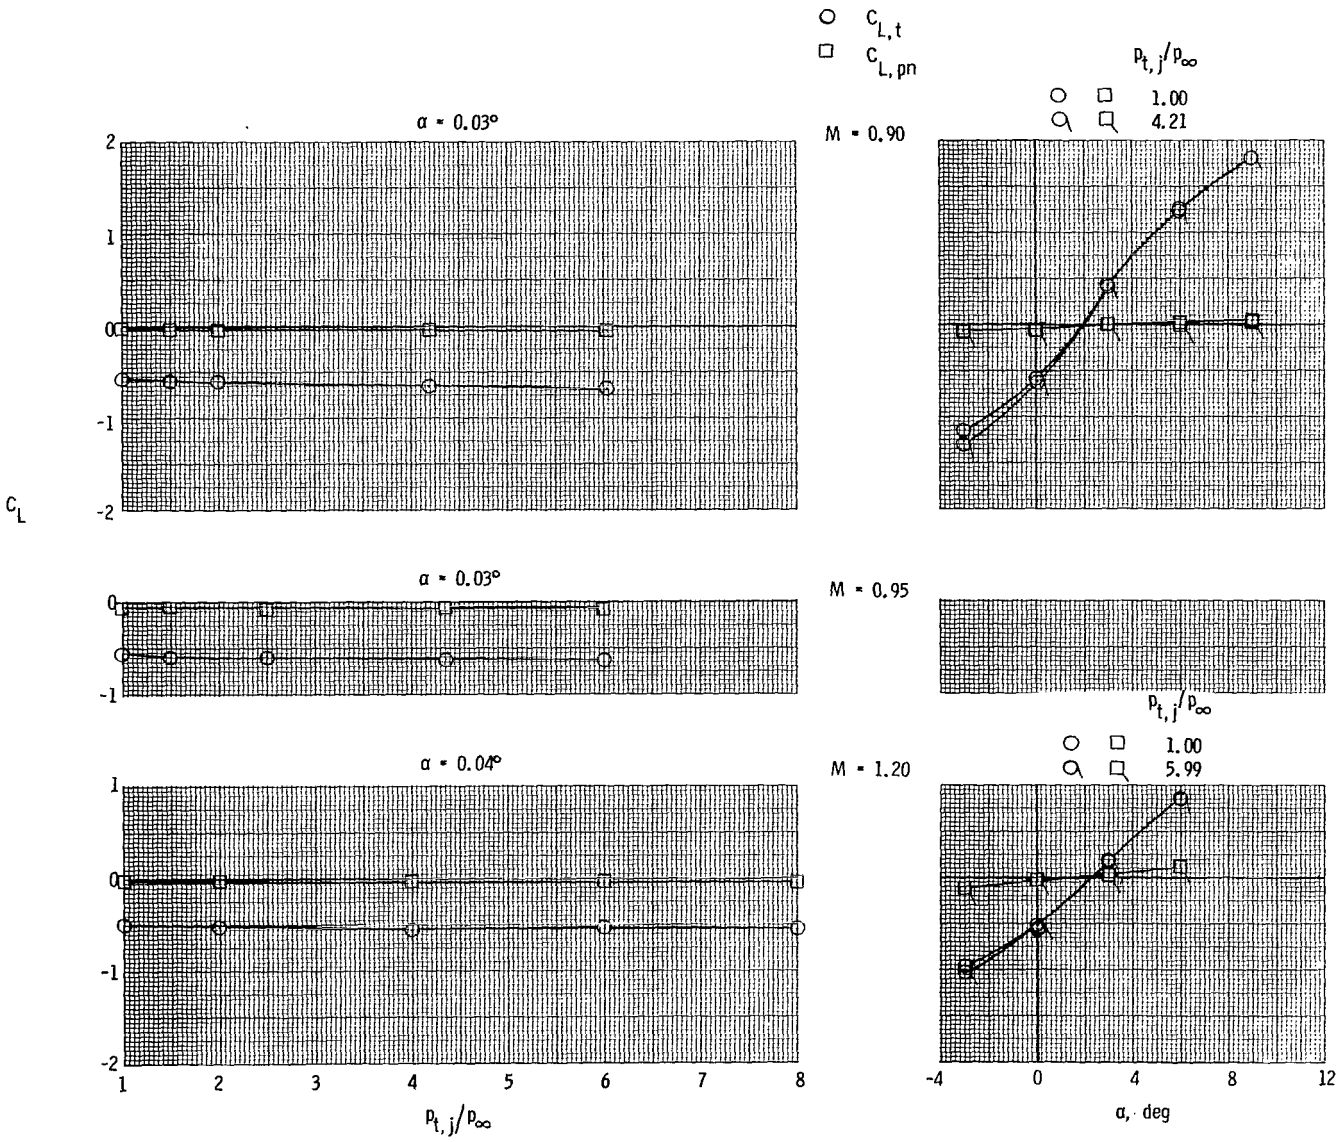 C_{L,t}
C_{L,pn}
p_{t,j}/p_∞
1.00
4.21
α = 0.03°
M = 0.90
2
1
0
-1
-2
C_L
α = 0.03°
M = 0.95
0
-1
p_{t,j}/p_∞
1.00
5.99
α = 0.04°
M = 1.20
1
0
-1
-2
1 2 3 4 5 6 7 8
p_{t,j}/p_∞
-4 0 4 8 12
α, deg